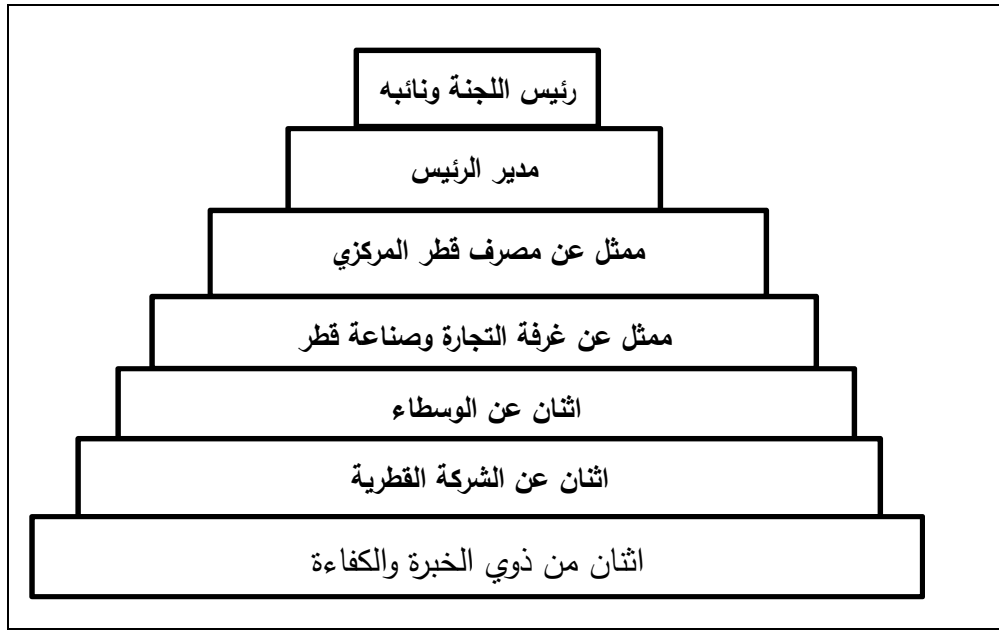 رئيس اللجنة ونائبه
مدير الرئيس
ممثل عن مصرف قطر المركزي
ممثل عن غرفة التجارة وصناعة قطر
اثنان عن الوسطاء
اثنان عن الشركة القطرية
اثنان من ذوي الخبرة والكفاءة